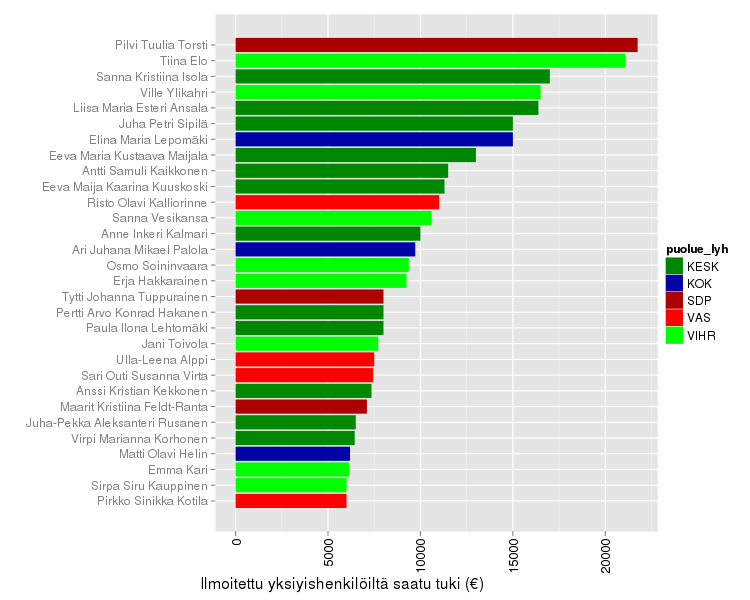 Pilvi Tuulia Torsti
Tiina Elo
Sanna Kristiina Isola
Ville Ylikahri
Liisa Maria Esteri Ansala
Juha Petri Sipilä
Elina Maria Lepomäki
Eeva Maria Kustaava Maijala
Antti Samuli Kaikkonen
Eeva Maija Kaarina Kuuskoski
Risto Olavi Kalliorinne
Sanna Vesikansa
Anne Inkeri Kalmari
Ari Juhana Mikael Palola
Osmo Soininvaara
Erja Hakkarainen
Tytti Johanna Tuppurainen
Pertti Arvo Konrad Hakanen
Paula Ilona Lehtomäki
Jani Toivola
Ulla-Leena Alppi
Sari Outi Susanna Virta
Anssi Kristian Kekkonen
Maarit Kristiina Feldt-Ranta
Juha-Pekka Aleksanteri Rusanen
Virpi Marianna Korhonen
Matti Olavi Helin
Emma Kari
Sirpa Siru Kauppinen
Pirkko Sinikka Kotila
0
5000
10000
15000
20000
Ilmoitettu yksiyishenkilöiltä saatu tuki (€)
puolue_lyh
KESK
KOK
SDP
VAS
VIHR